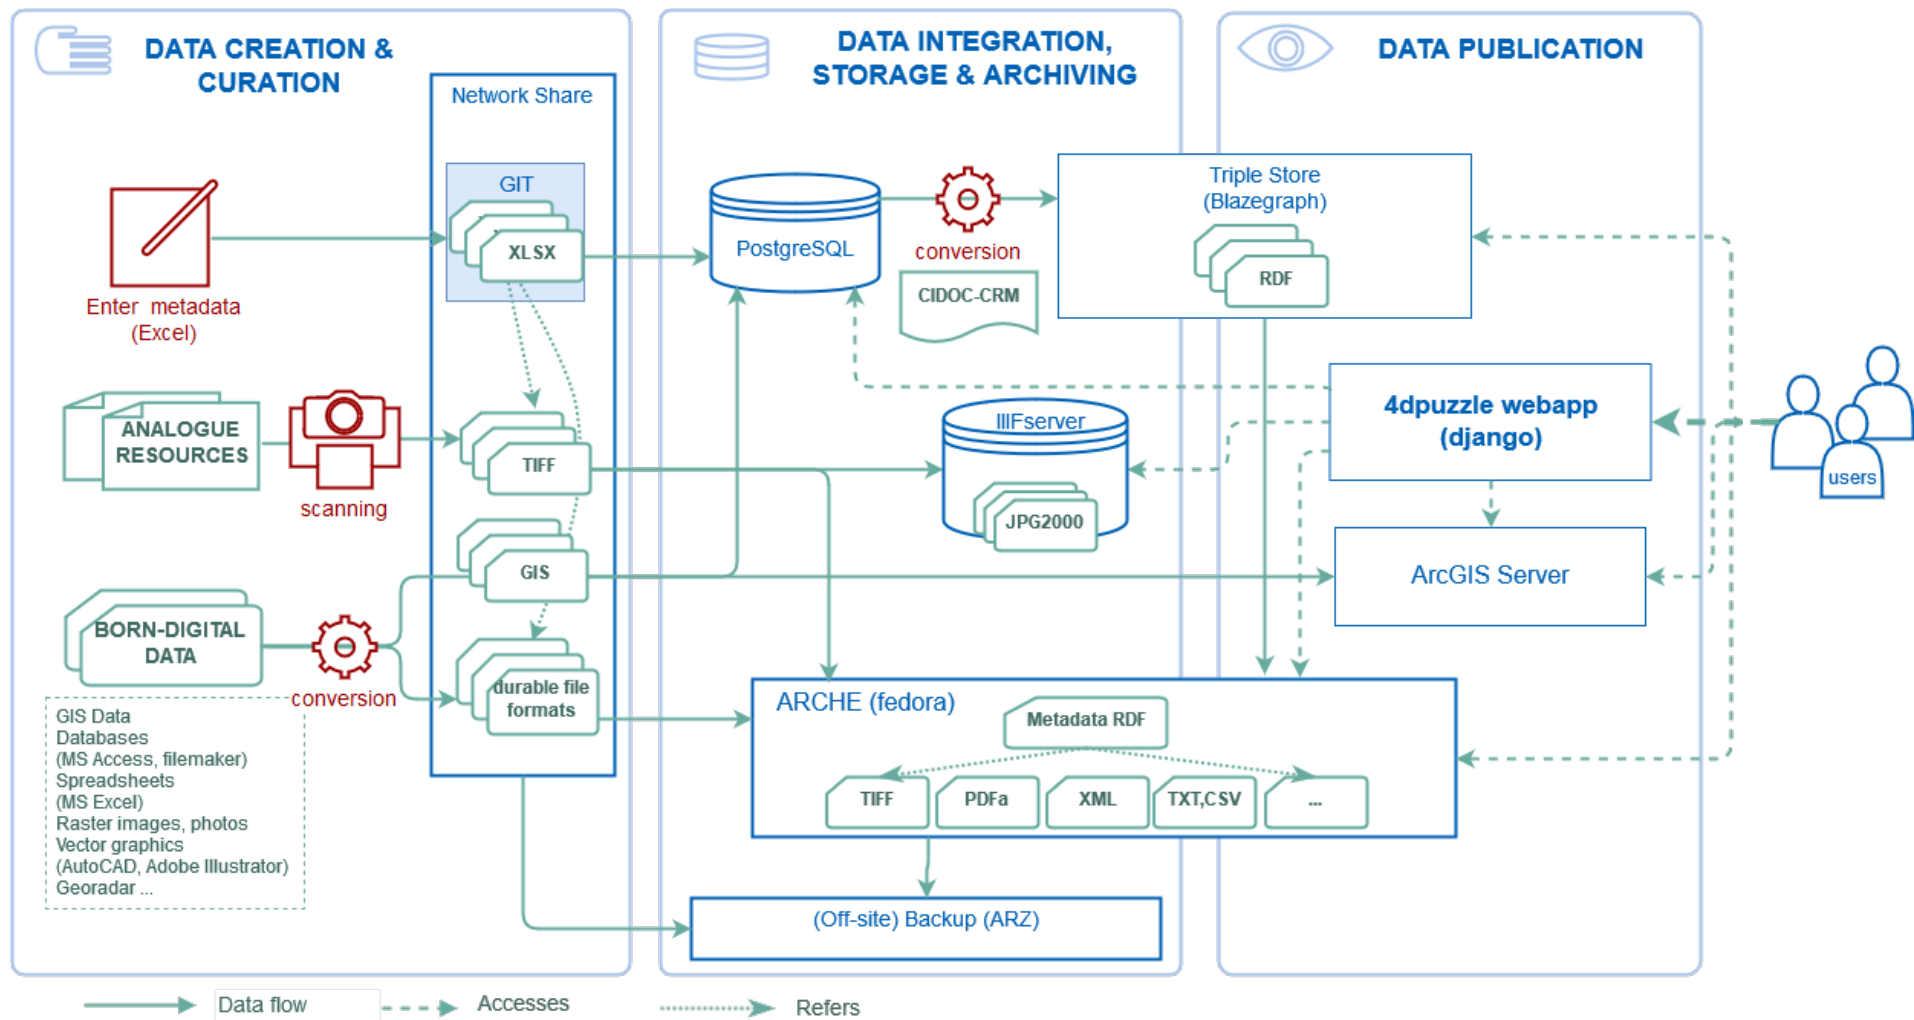 DATA CREATION &
CURATION
Network Share
GIT
XLSX
Enter metadata
(Excel)
ANALOGUE
RESOURCES
scanning
TIFF
GIS
BORN-DIGITAL
DATA
conversion
durable file
formats
GIS Data
Databases
(MS Access, filemaker)
Spreadsheets
(MS Excel)
Raster images, photos
Vector graphics
(AutoCAD, Adobe Illustrator)
Georadar ...
DATA INTEGRATION,
STORAGE & ARCHIVING
PostgreSQL
conversion
CIDOC-CRM
IIIFserver
JPG2000
DATA PUBLICATION
Triple Store
(Blazegraph)
RDF
4dpuzzle webapp
(django)
users
ArcGIS Server
ARCHE (fedora)
Metadata RDF
TIFF
PDFa
XML
TXT,CSV
...
(Off-site) Backup (ARZ)
Data flow
Accesses
Refers